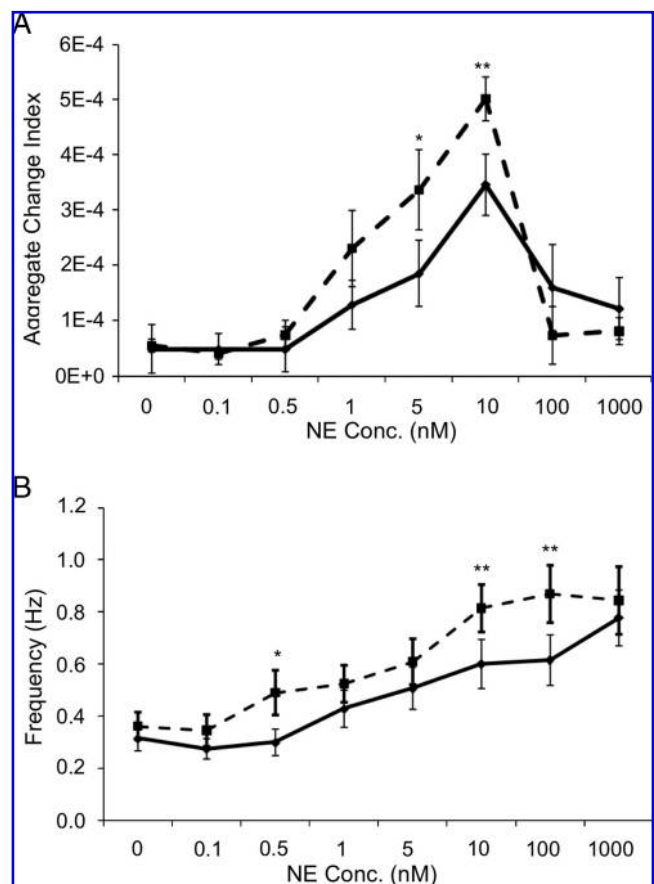 A
6E-4
5E-4
4E-4
3E-4
2E-4
1E-4
0E+0
Aggregate Change Index
*
**
0 0.1 0.5 1 5 10 100 1000
NE Conc. (nM)
B
1.2
1.0
0.8
0.6
0.4
0.2
0.0
Frequency (Hz)
*
**
**
0 0.1 0.5 1 5 10 100 1000
NE Conc. (nM)